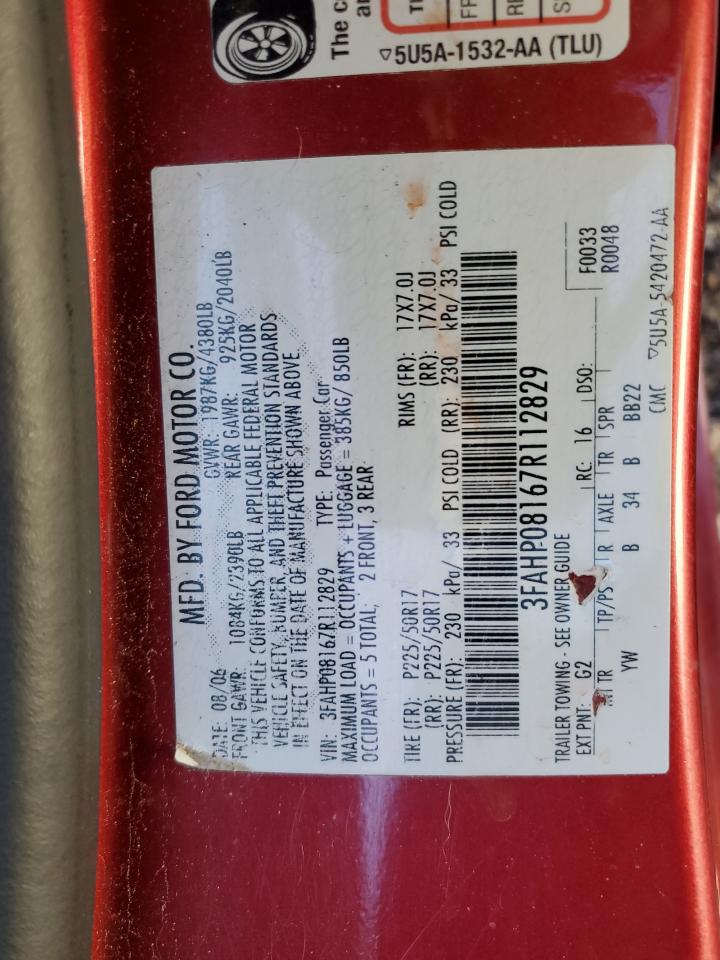 The c
5U5A-1532-AA (TLU)
MFD. BY FORD MOTOR CO.
DATE: 08/06 GVWR: 1987KG/4380LB
FRONT GAWR: 1084KG/2390LB REAR GAWR: 925KG/2040LB
THIS VEHICLE CONFORMS TO ALL APPLICABLE FEDERAL MOTOR
VEHICLE SAFETY, BUMPER, AND THEFT PREVENTION STANDARDS
IN EFFECT ON THE DATE OF MANUFACTURE SHOWN ABOVE
VIN: 3FAHP08167R112829 TYPE: Passenger Car
MAXIMUM LOAD = OCCUPANTS + LUGGAGE = 385KG/ 850LB
OCCUPANTS = 5 TOTAL; 2 FRONT, 3 REAR
TIRE (FR): P225/50R17 RIMS (FR): 17X7.0J
(RR): P225/50R17 (RR): 17X7.0J
PRESSURE (FR): 230 kPa/ 33 PSI COLD (RR): 230 kPa/ 33 PSI COLD
3FAHP08167R112829
TRAILER TOWING - SEE OWNER GUIDE
EXT PNT: G2 RC: 16 DSO: F0033
R0048
INT TR TP/PS R AXLE TR SPR
YW B 34 B BB22
CMC 5U5A-5420472-AA